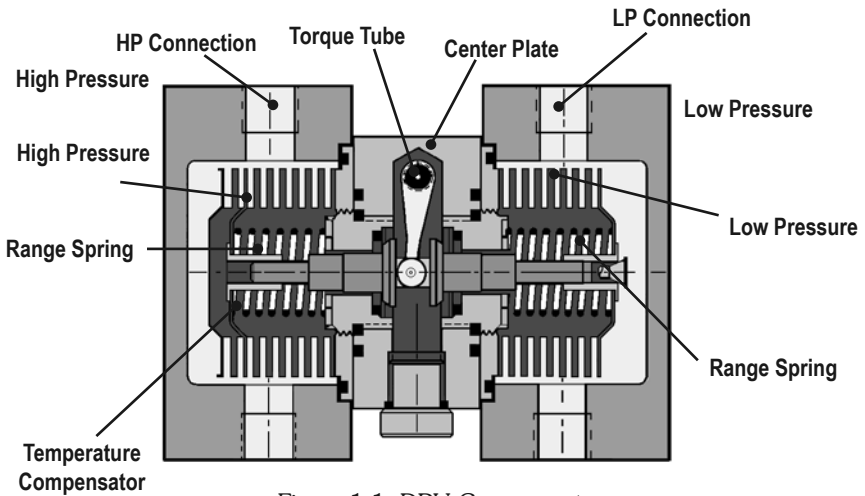 HP Connection
Torque Tube
Center Plate
LP Connection
High Pressure
Low Pressure
High Pressure
Low Pressure
Range Spring
Range Spring
Temperature
Compensator